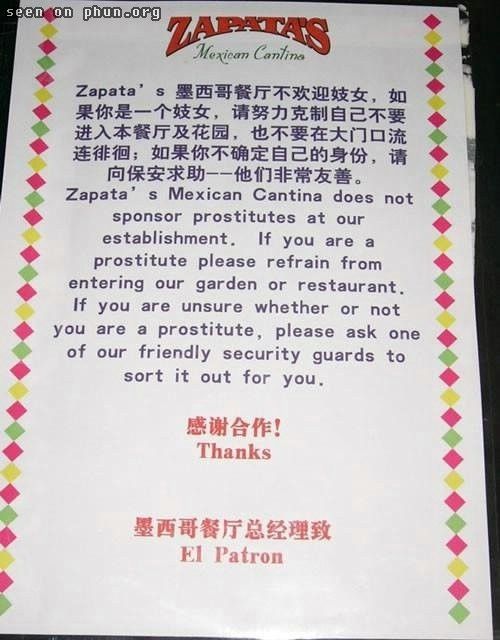 seen on phun.org
ZAPATA'S
Mexican Cantina
Zapata's 墨西哥餐厅不欢迎妓女，如
果你是一个妓女，请努力克制自己不要
进入本餐厅及花园，也不要在大门口流
连徘徊；如果你不确定自己的身份，请
向保安求助——他们非常友善。
Zapata's Mexican Cantina does not
sponsor prostitutes at our
establishment. If you are a
prostitute please refrain from
entering our garden or restaurant.
If you are unsure whether or not
you are a prostitute, please ask one
of our friendly security guards to
sort it out for you.
感谢合作！
Thanks
墨西哥餐厅总经理致
El Patron